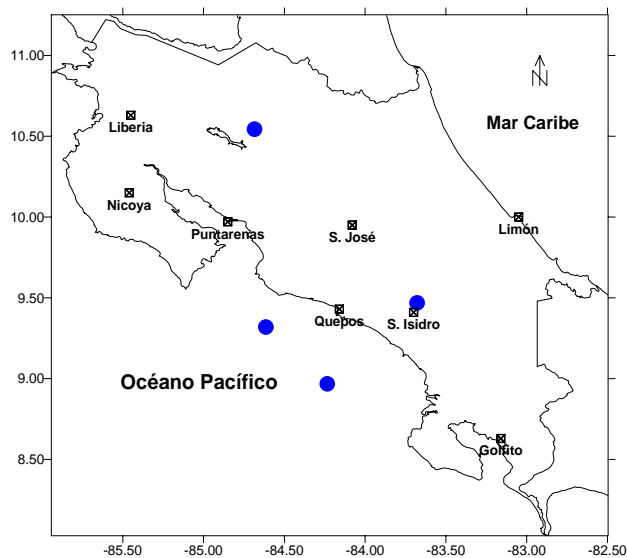 11.00
N
Mar Caribe
10.50
Liberia
Nicoya
10.00
Puntarenas
S. José
Limón
9.50
Quepos
S. Isidro
9.00
Océano Pacífico
Golfito
8.50
-85.50 -85.00 -84.50 -84.00 -83.50 -83.00 -82.50